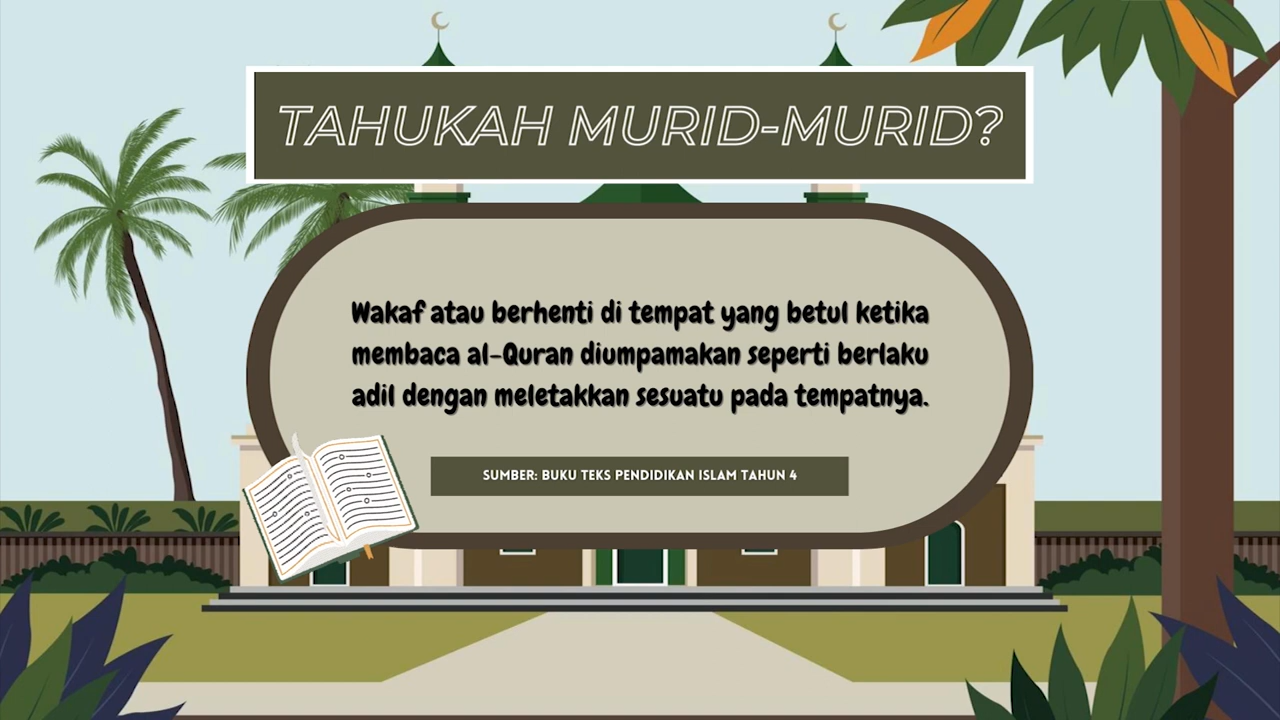 TAHUKAH MURID-MURID?
Wakaf atau berhenti di tempat yang betul ketika
membaca al-Quran diumpamakan seperti berlaku
adil dengan meletakkan sesuatu pada tempatnya.
SUMBER: BUKU TEKS PENDIDIKAN ISLAM TAHUN 4